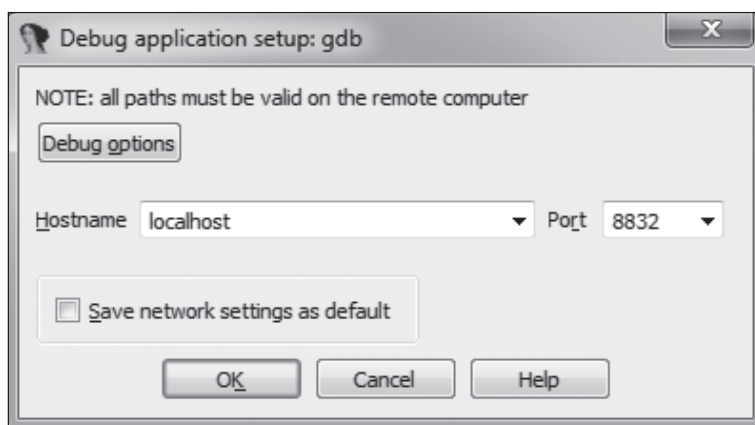 Debug application setup: gdb
NOTE: all paths must be valid on the remote computer
Debug options
Hostname localhost Port 8832
Save network settings as default
OK Cancel Help